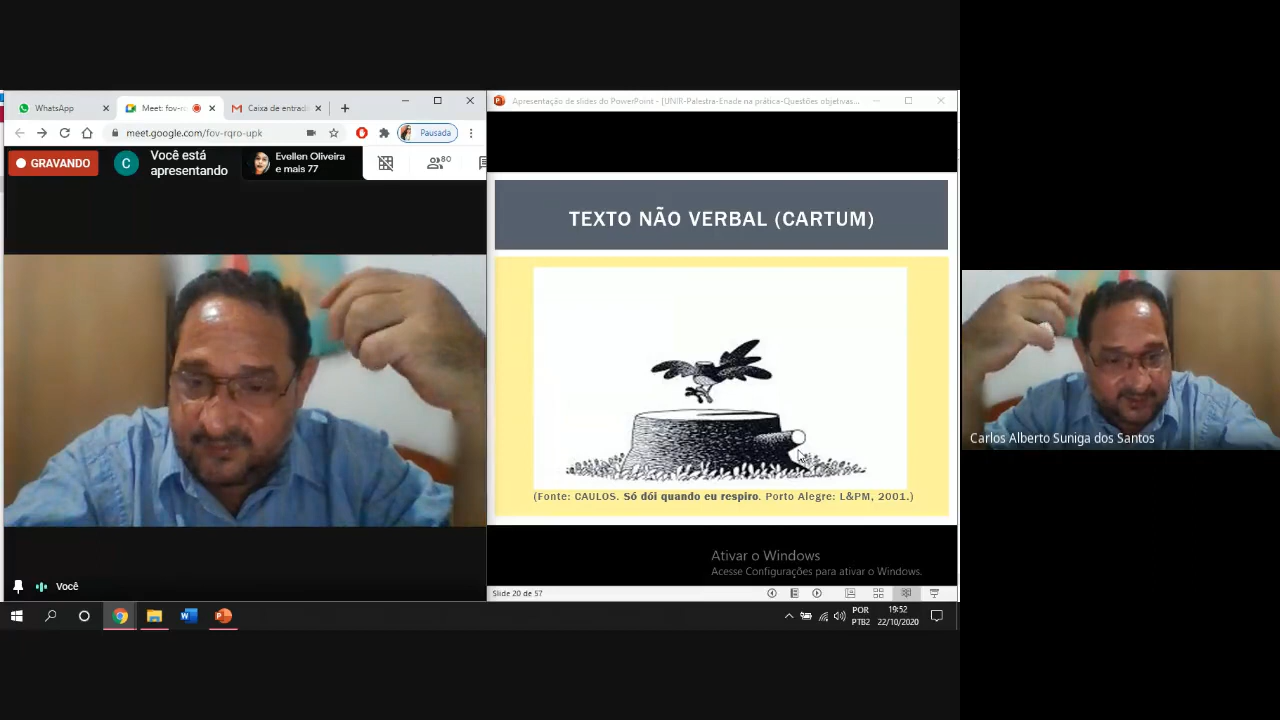 WhatsApp
Meet: fov-r
Caixa de entrad
meet.google.com/fov-rqro-upk
Pausada
GRAVANDO
C
Você está
apresentando
Evellen Oliveira
e mais 77
80
Você
Apresentação de slides do PowerPoint - [UNIR-Palestra-Enade na prática-Questões objetivas...
TEXTO NÃO VERBAL (CARTUM)
(Fonte: CAULOS. Só dói quando eu respiro. Porto Alegre: L&PM, 2001.)
Ativar o Windows
Acesse Configurações para ativar o Windows.
Slide 20 de 57
POR
PTB2
19:52
22/10/2020
Carlos Alberto Suniga dos Santos